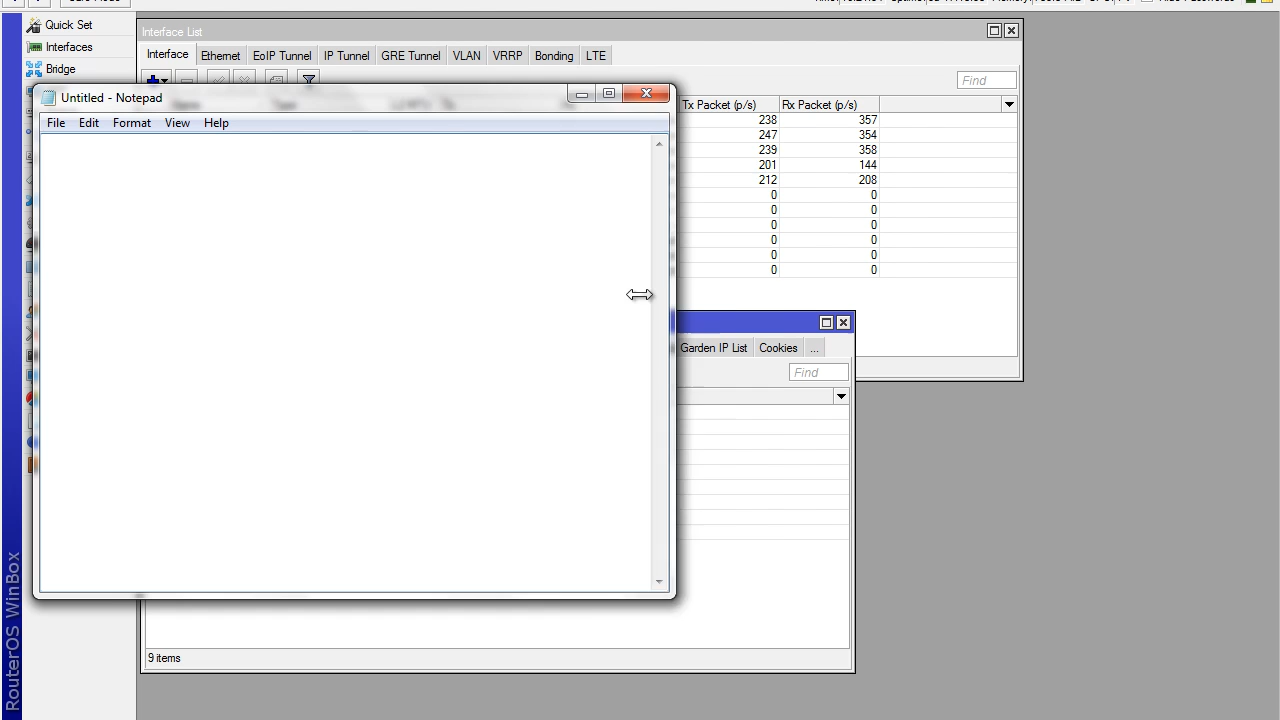 Quick Set
Interfaces
Bridge
RouterOS WinBox
Interface List
Interface Ethernet EoIP Tunnel IP Tunnel GRE Tunnel VLAN VRRP Bonding LTE
Find
Tx Packet (p/s) Rx Packet (p/s)
238 357
247 354
239 358
201 144
212 208
0 0
0 0
0 0
0 0
0 0
0 0
Untitled - Notepad
File Edit Format View Help
Garden IP List Cookies ...
Find
9 items